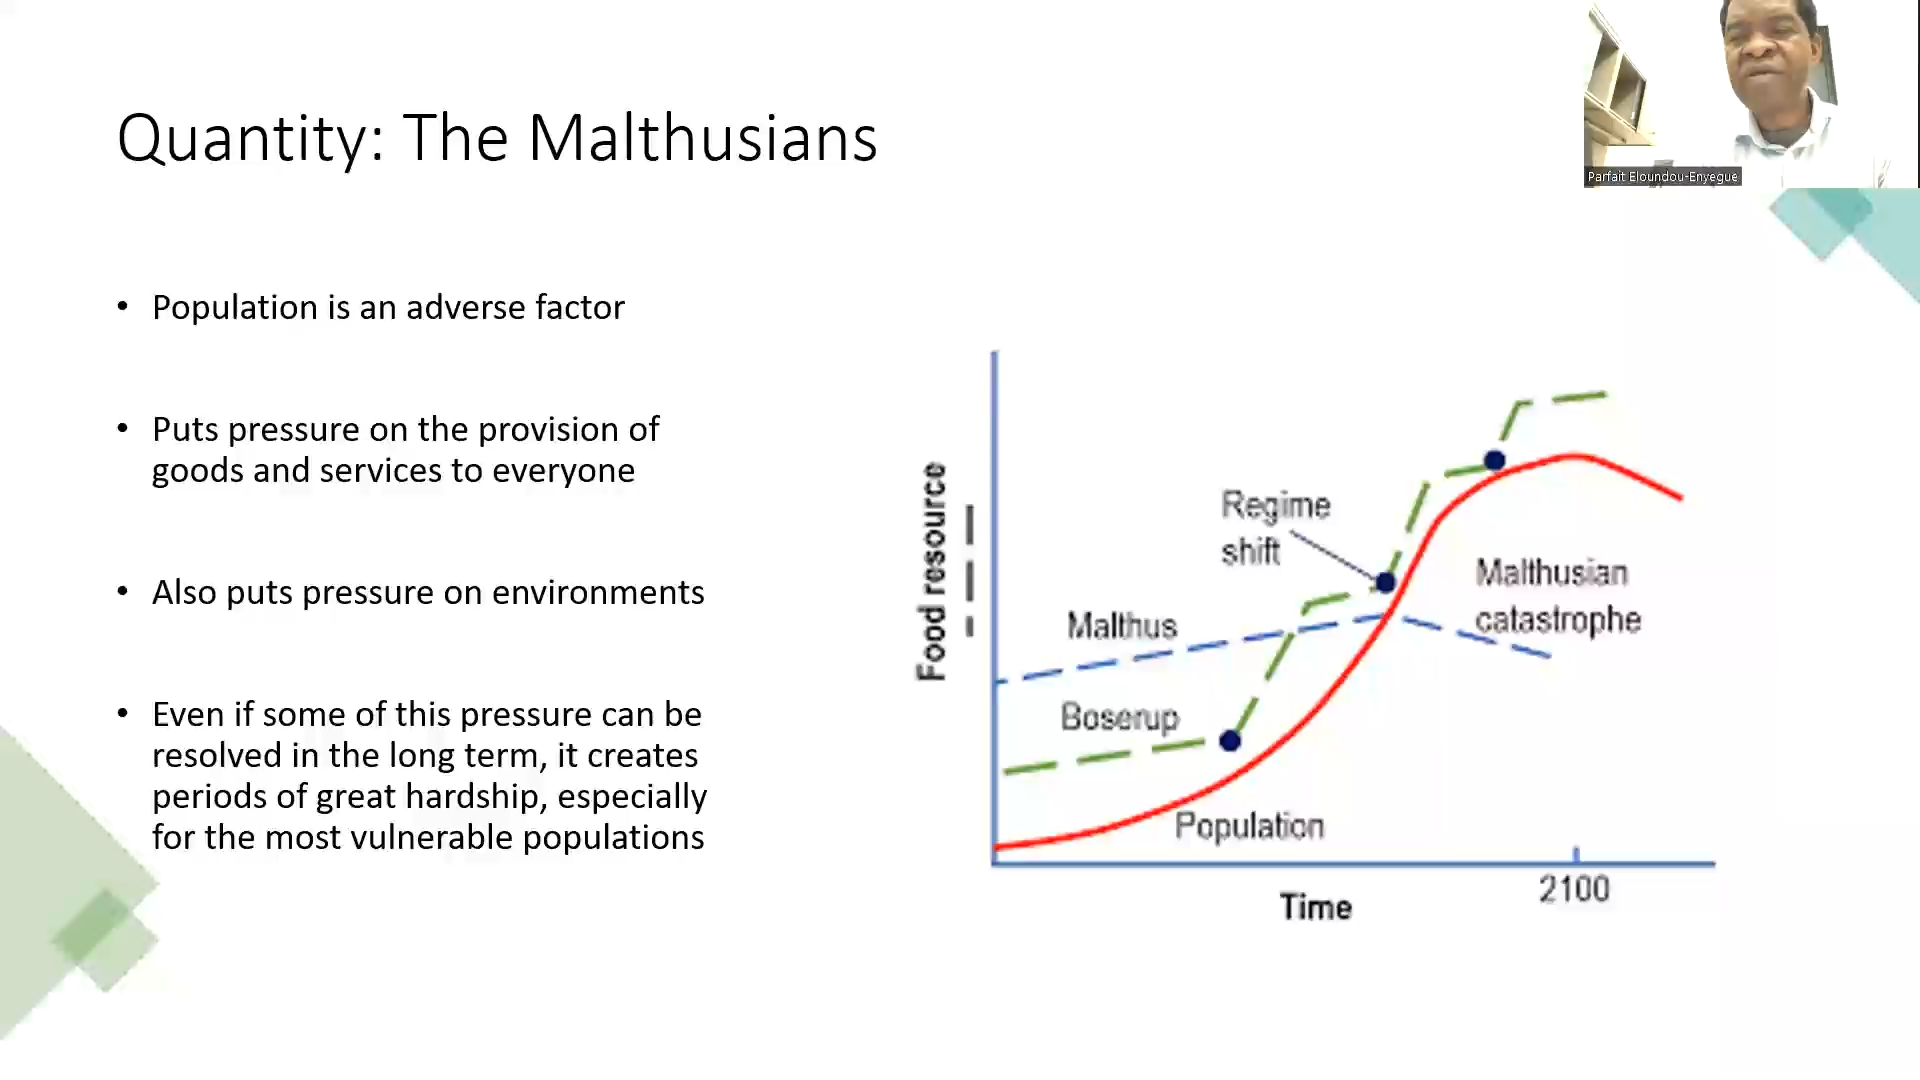 Parfait Eloundou-Enyegue
Quantity: The Malthusians
• Population is an adverse factor
• Puts pressure on the provision of
goods and services to everyone
• Also puts pressure on environments
• Even if some of this pressure can be
resolved in the long term, it creates
periods of great hardship, especially
for the most vulnerable populations
Food resource
Regime
shift
Malthus
Malthusian
catastrophe
Boserup
Population
2100
Time